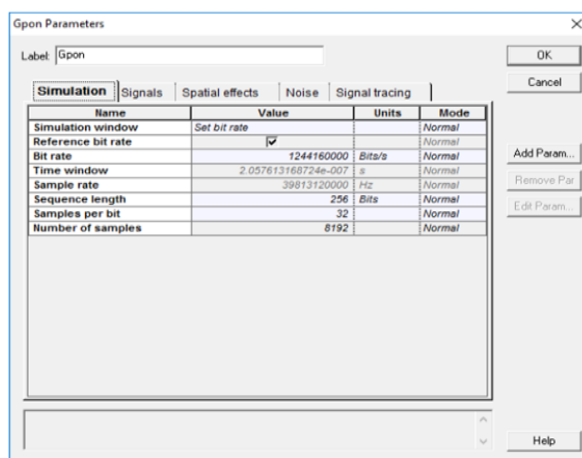 Gpon Parameters
Label: Gpon
OK
Cancel
Simulation Signals Spatial effects Noise Signal tracing
Name Value Units Mode
Simulation window Set bit rate Normal
Reference bit rate Normal
Bit rate 1244160000 Bits/s Normal
Time window 2.057613168724e-007 s Normal
Sample rate 39813120000 Hz Normal
Sequence length 256 Bits Normal
Samples per bit 32 Normal
Number of samples 8192 Normal
Add Param...
Remove Par
Edit Param...
Help